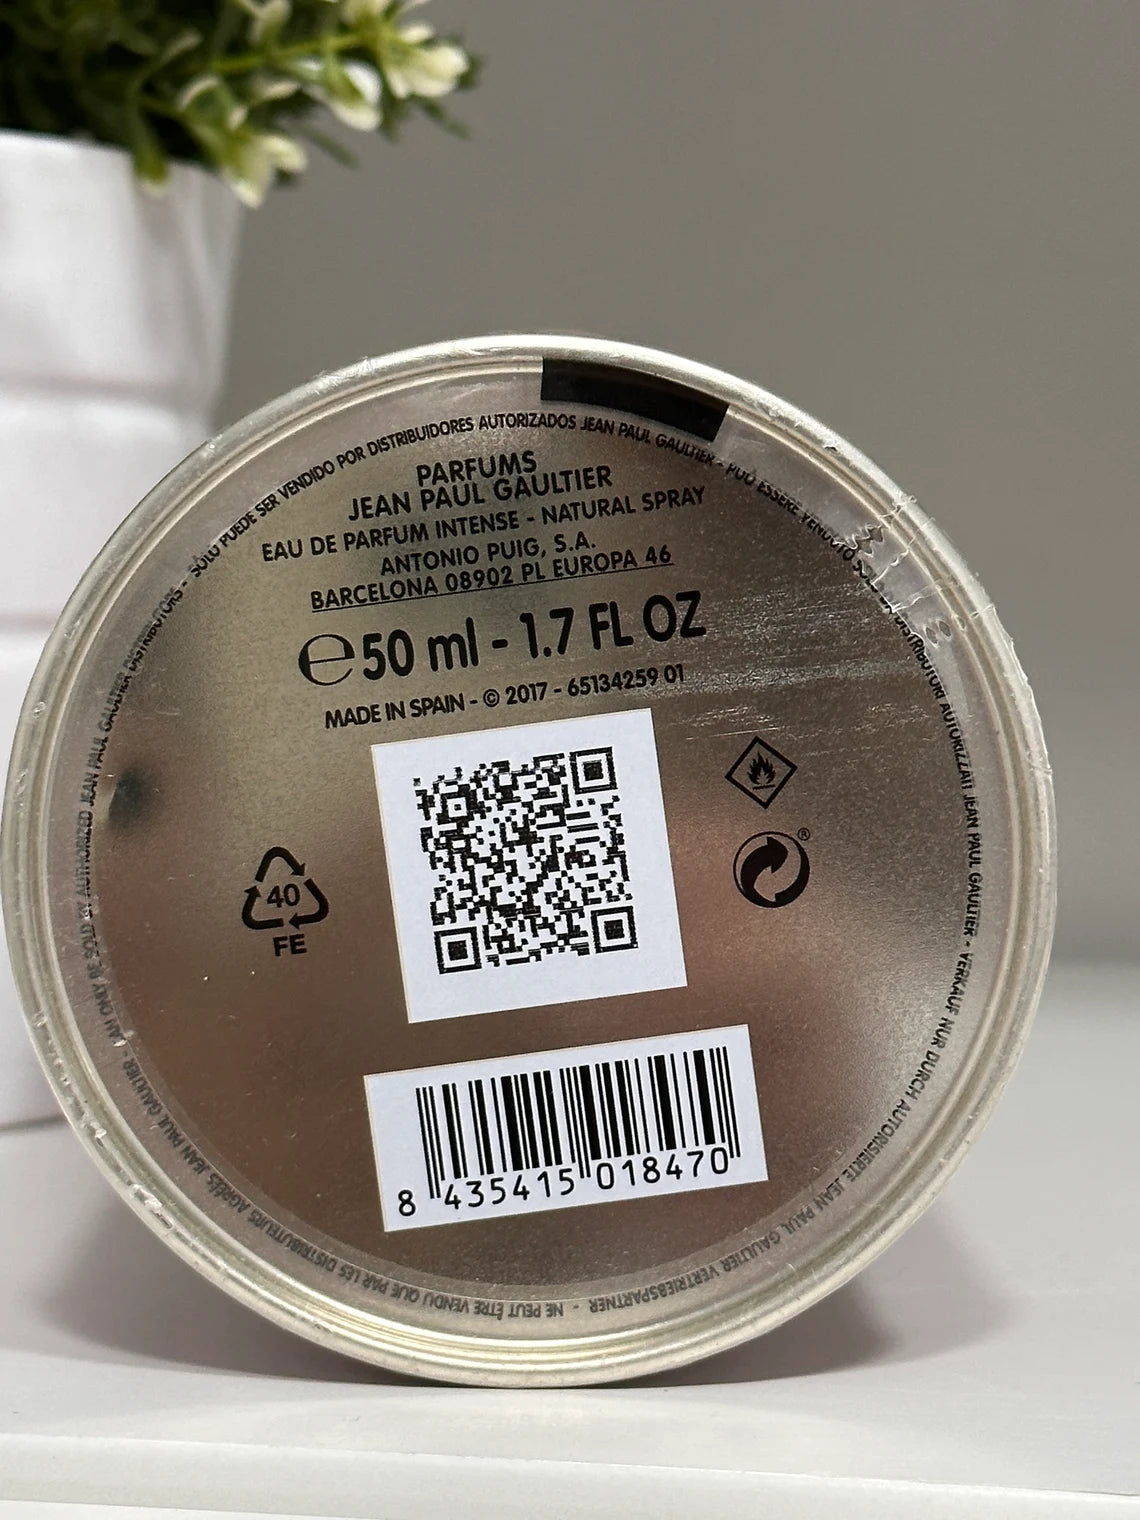 SÓLO PUEDE SER VENDIDO POR DISTRIBUIDORES AUTORIZADOS JEAN PAUL GAULTIER - PUÒ ESSERE VENDUTO SOLO DA DISTRIBUTORI AUTORIZZATI JEAN PAUL GAULTIER - VERKAUF NUR DURCH AUTORISIERTE JEAN PAUL GAULTIER VERTRIEBSPARTNER - NE PEUT ÊTRE VENDU QUE PAR LES DISTRIBUTEURS AGRÉÉS JEAN PAUL GAULTIER - CAN ONLY BE SOLD BY AUTHORIZED JEAN PAUL GAULTIER DISTRIBUTORS -
PARFUMS
JEAN PAUL GAULTIER
EAU DE PARFUM INTENSE - NATURAL SPRAY
ANTONIO PUIG, S.A.
BARCELONA 08902 PL EUROPA 46
℮50 ml - 1.7 FL OZ
MADE IN SPAIN - © 2017 - 65134259 01
®
40
FE
8 435415 018470